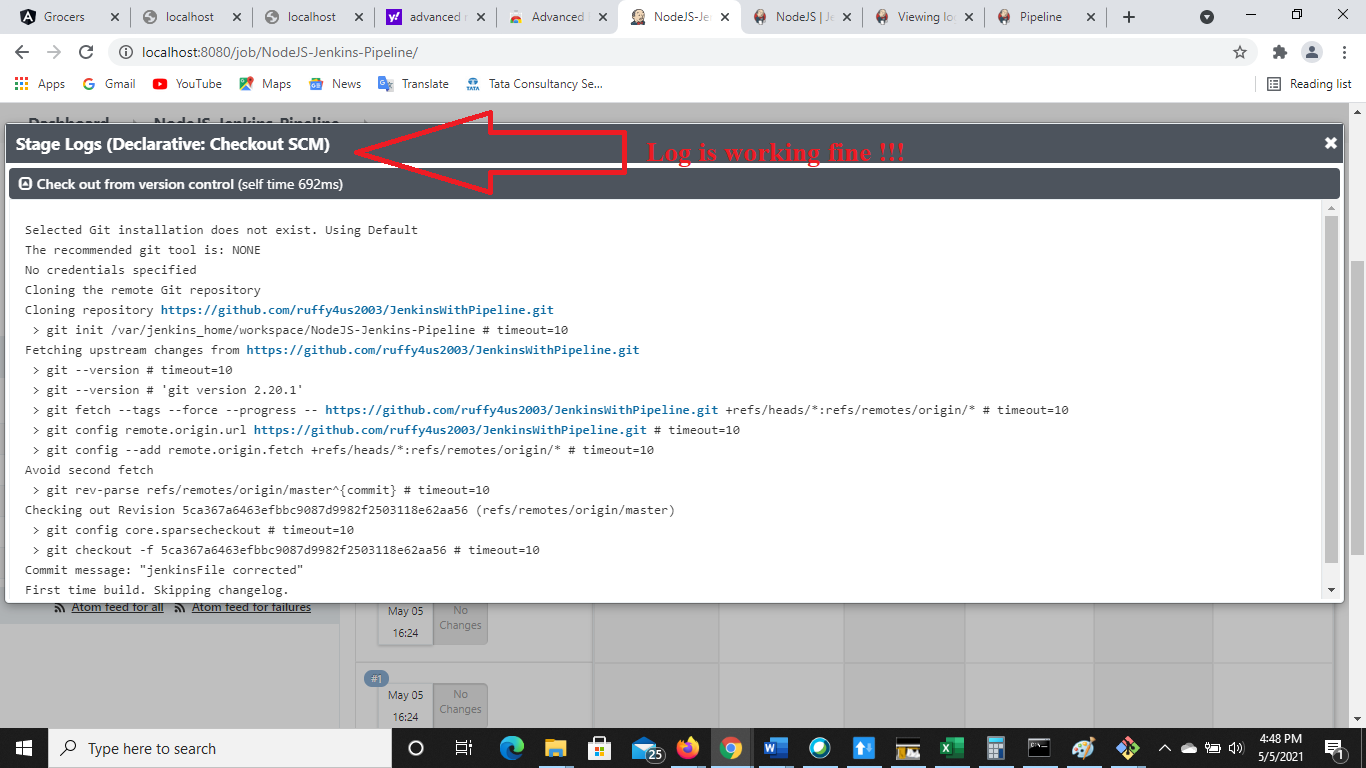 Grocers
localhost
localhost
advanced
Advanced
NodeJS-Je
NodeJS | Je
Viewing lo
Pipeline
localhost:8080/job/NodeJS-Jenkins-Pipeline/
Apps
Gmail
YouTube
Maps
News
Translate
TATA
Tata Consultancy Se...
Reading list
Dashboard
NodeJS-Jenkins-Pipeline
Stage Logs (Declarative: Checkout SCM)
Log is working fine !!!
Check out from version control (self time 692ms)
Selected Git installation does not exist. Using Default
The recommended git tool is: NONE
No credentials specified
Cloning the remote Git repository
Cloning repository https://github.com/ruffy4us2003/JenkinsWithPipeline.git
> git init /var/jenkins_home/workspace/NodeJS-Jenkins-Pipeline # timeout=10
Fetching upstream changes from https://github.com/ruffy4us2003/JenkinsWithPipeline.git
> git --version # timeout=10
> git --version # 'git version 2.20.1'
> git fetch --tags --force --progress -- https://github.com/ruffy4us2003/JenkinsWithPipeline.git +refs/heads/*:refs/remotes/origin/* # timeout=10
> git config remote.origin.url https://github.com/ruffy4us2003/JenkinsWithPipeline.git # timeout=10
> git config --add remote.origin.fetch +refs/heads/*:refs/remotes/origin/* # timeout=10
Avoid second fetch
> git rev-parse refs/remotes/origin/master^{commit} # timeout=10
Checking out Revision 5ca367a6463efbbc9087d9982f2503118e62aa56 (refs/remotes/origin/master)
> git config core.sparsecheckout # timeout=10
> git checkout -f 5ca367a6463efbbc9087d9982f2503118e62aa56 # timeout=10
Commit message: "jenkinsFile corrected"
First time build. Skipping changelog.
Atom feed for all
Atom feed for failures
May 05
16:24
No
Changes
#1
May 05
16:24
No
Changes
Type here to search
25
4:48 PM
5/5/2021
1